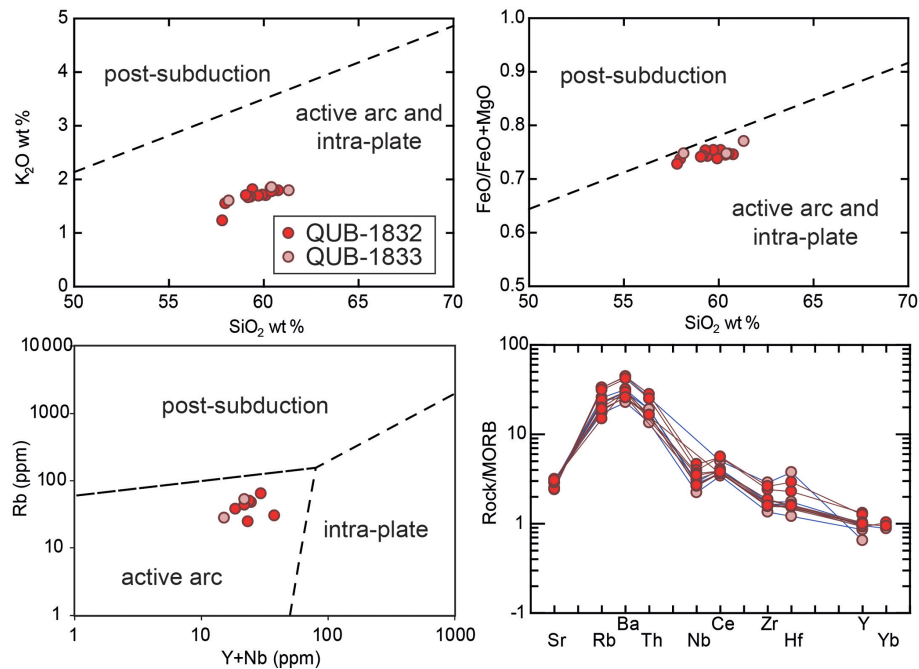 5
4
3
2
1
0
K2O wt %
post-subduction
active arc and
intra-plate
QUB-1832
QUB-1833
50
55
60
65
70
SiO2 wt %
1.0
0.9
0.8
0.7
0.6
0.5
FeO/FeO+MgO
post-subduction
active arc and
intra-plate
50
55
60
65
70
SiO2 wt %
10 000
1000
100
10
1
Rb (ppm)
post-subduction
active arc
intra-plate
1
10
100
1000
Y+Nb (ppm)
100
10
1
-1
Rock/MORB
Ba
Ce
Zr
Y
Sr
Rb
Th
Nb
Hf
Yb